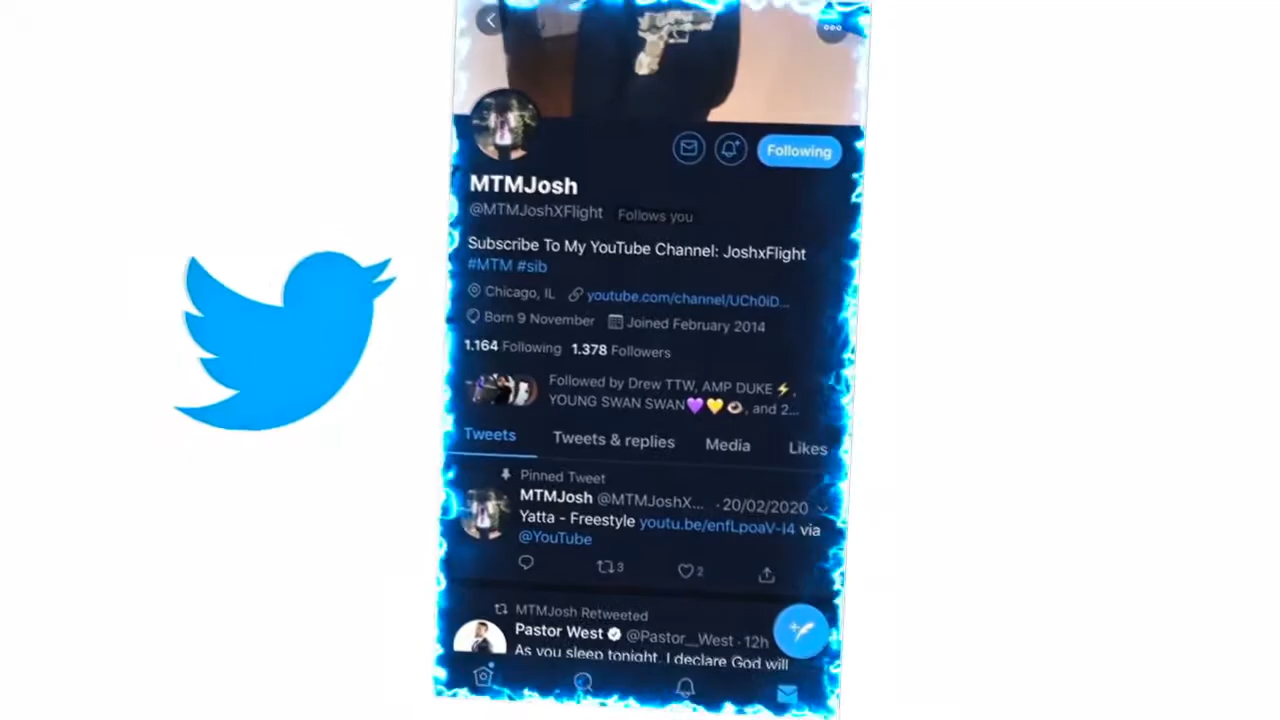 Following
MTMJosh
@MTMJoshXFlight Follows you
Subscribe To My YouTube Channel: JoshxFlight
#MTM #sib
Chicago, IL youtube.com/channel/UCh0iD...
Born 9 November Joined February 2014
1.164 Following 1.378 Followers
Followed by Drew TTW, AMP DUKE⚡,
YOUNG SWAN SWAN💜💛👁, and 2...
Tweets Tweets & replies Media Likes
Pinned Tweet
MTMJosh @MTMJoshX... · 20/02/2020
Yatta - Freestyle youtu.be/enfLpoaV-I4 via
@YouTube
3 2
MTMJosh Retweeted
Pastor West @Pastor__West · 12h
As you sleep tonight, I declare God will